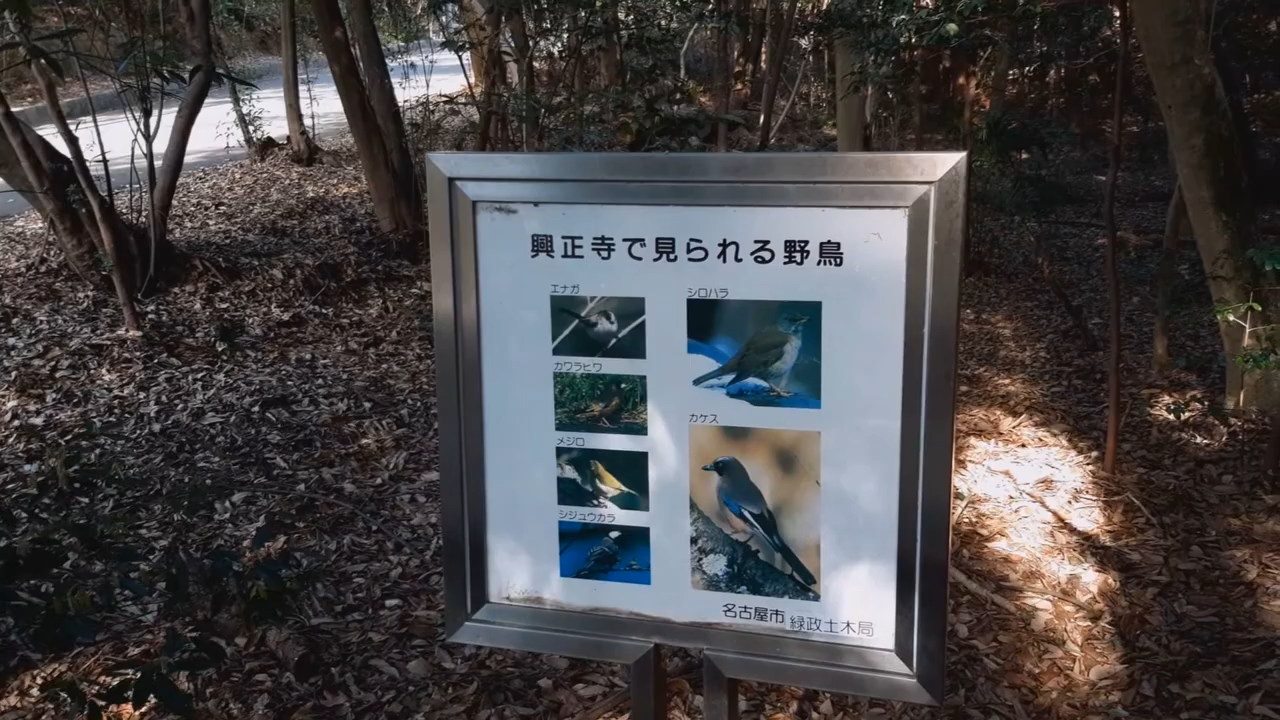 興正寺で見られる野鳥
エナガ
カワラヒワ
メジロ
シジュウカラ
シロハラ
カケス
名古屋市 緑政土木局